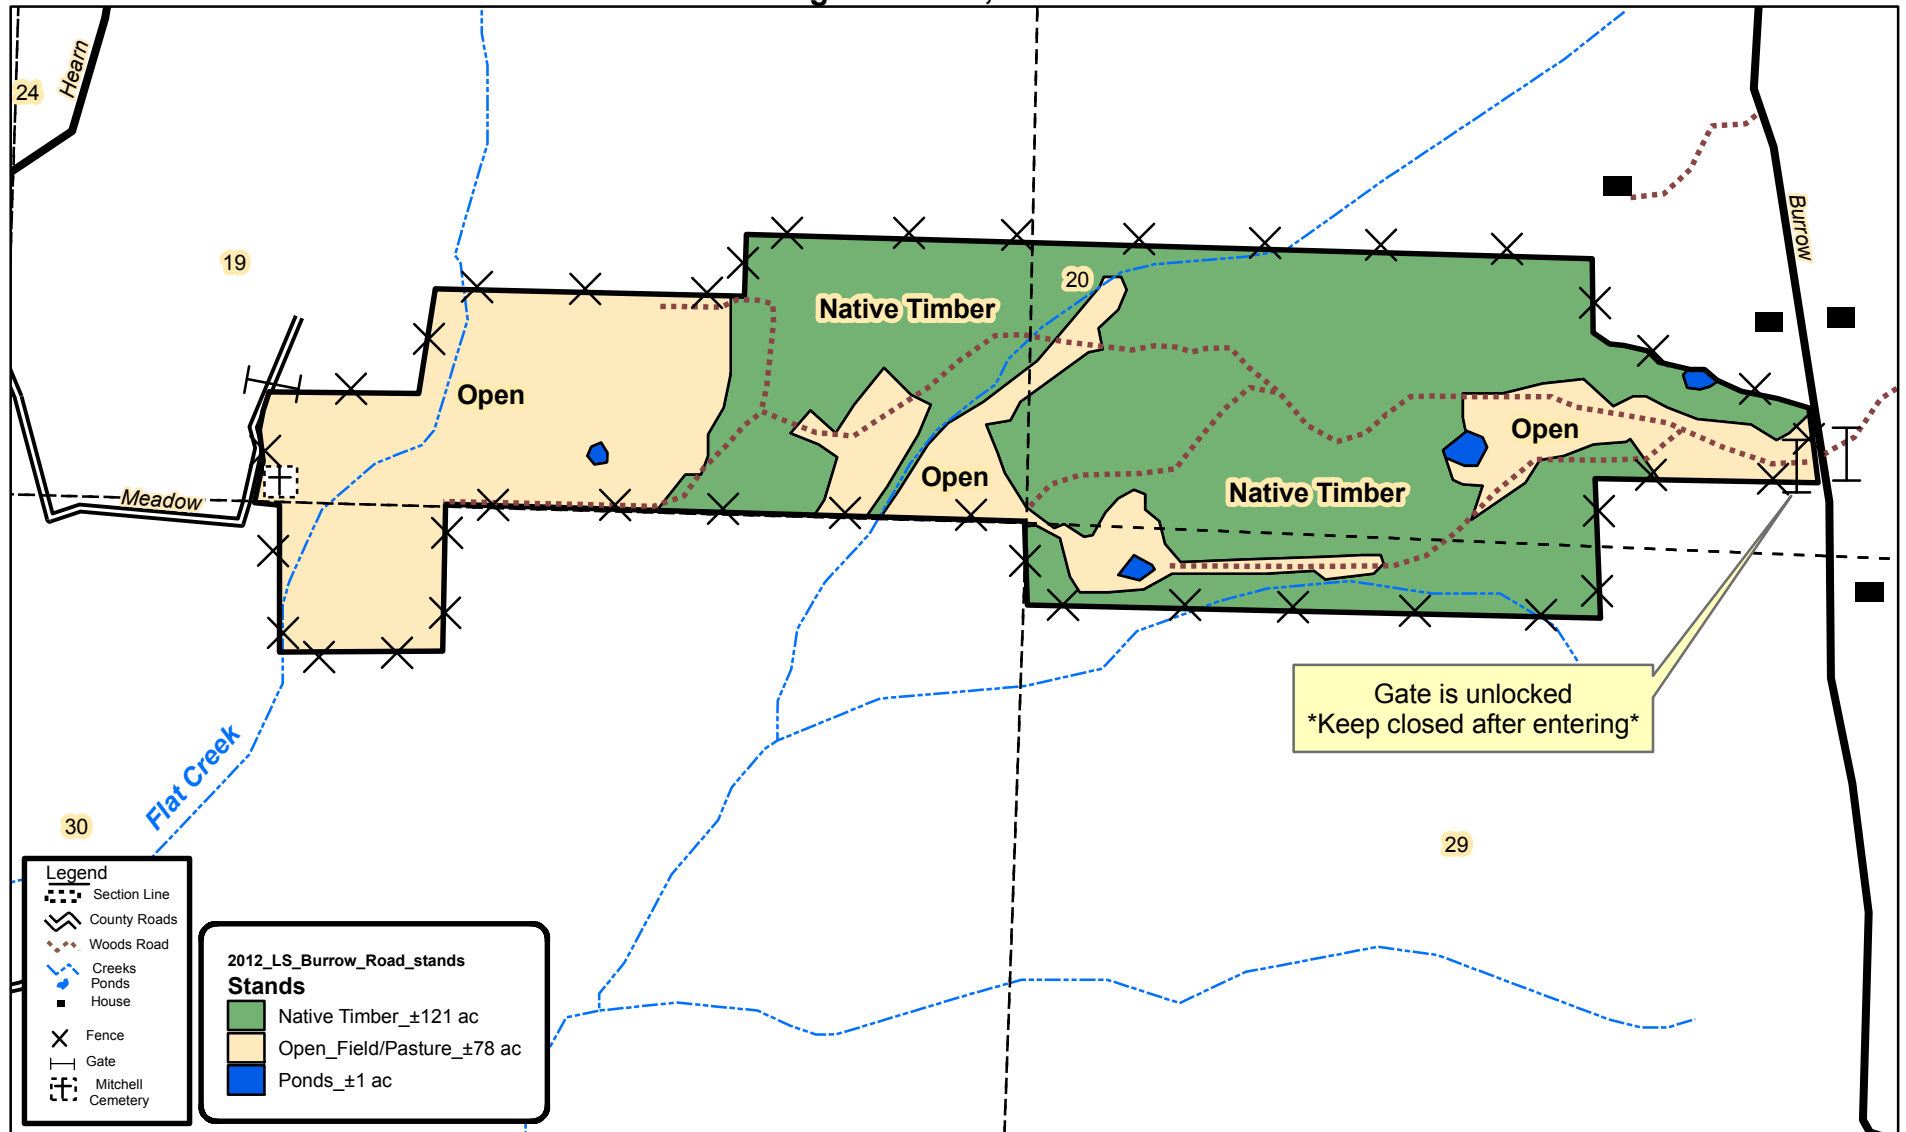 24
Hearn
19
20
Burrow
Native Timber
Open
Open
Open
Native Timber
Meadow
Gate is unlocked
*Keep closed after entering*
Flat Creek
30
29
Legend
Section Line
County Roads
Woods Road
Creeks
Ponds
House
Fence
Gate
Mitchell
Cemetery
2012_LS_Burrow_Road_stands
Stands
Native Timber_±121 ac
Open_Field/Pasture_±78 ac
Ponds_±1 ac